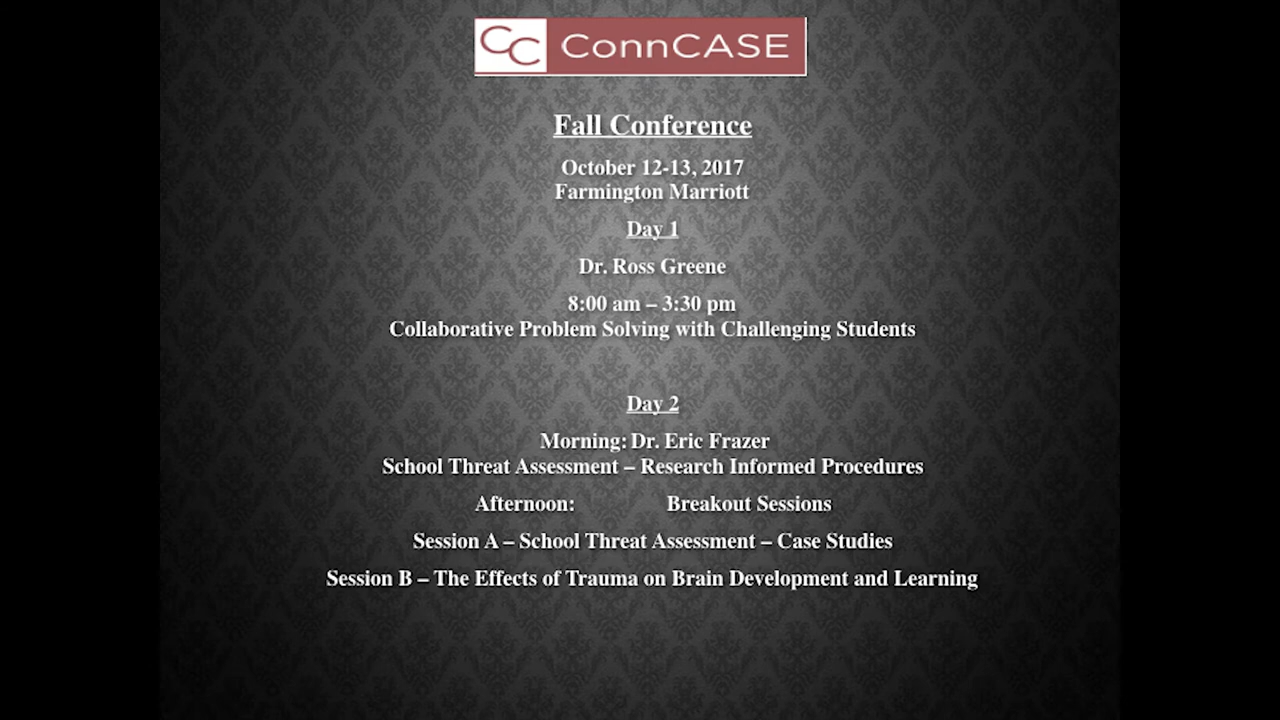 CC ConnCASE
Fall Conference
October 12-13, 2017
Farmington Marriott
Day 1
Dr. Ross Greene
8:00 am – 3:30 pm
Collaborative Problem Solving with Challenging Students
Day 2
Morning: Dr. Eric Frazer
School Threat Assessment – Research Informed Procedures
Afternoon: Breakout Sessions
Session A – School Threat Assessment – Case Studies
Session B – The Effects of Trauma on Brain Development and Learning